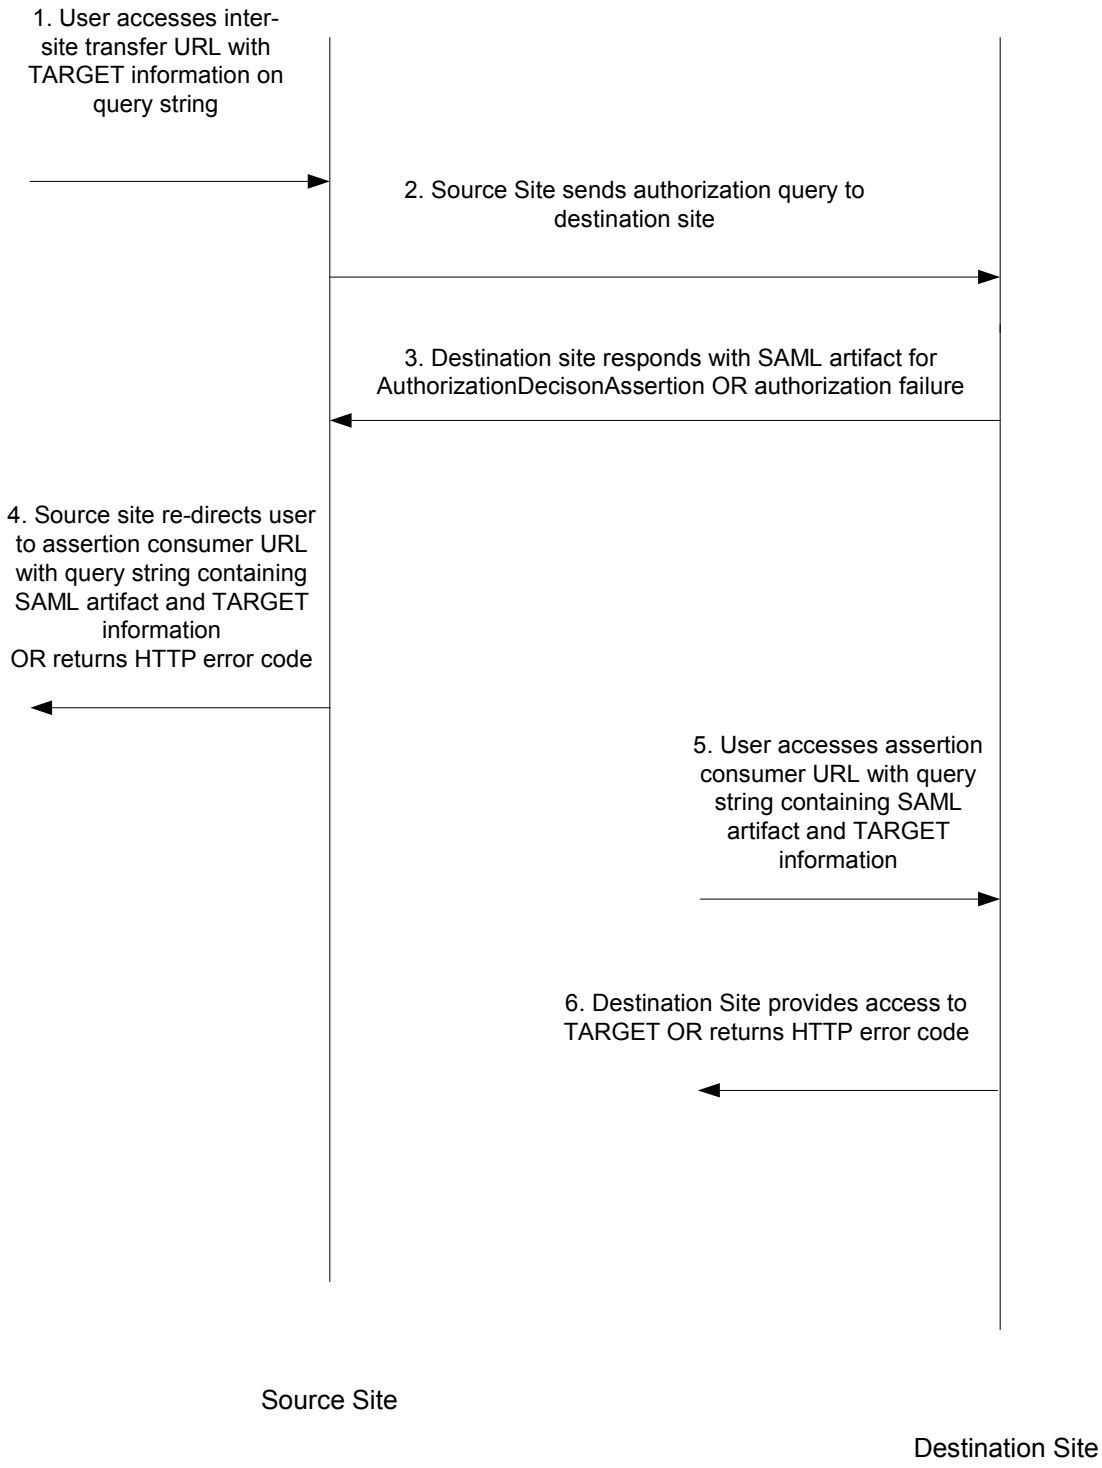 1. User accesses inter-
site transfer URL with
TARGET information on
query string
2. Source Site sends authorization query to
destination site
3. Destination site responds with SAML artifact for
AuthorizationDecisonAssertion OR authorization failure
4. Source site re-directs user
to assertion consumer URL
with query string containing
SAML artifact and TARGET
information
OR returns HTTP error code
5. User accesses assertion
consumer URL with query
string containing SAML
artifact and TARGET
information
6. Destination Site provides access to
TARGET OR returns HTTP error code
Source Site
Destination Site